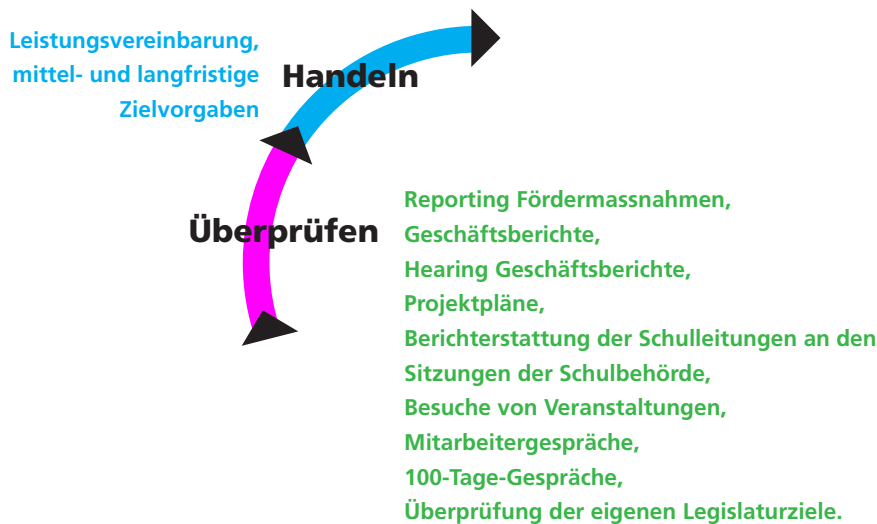 Leistungsvereinbarung,
mittel- und langfristige
Zielvorgaben
Handeln
Überprüfen
Reporting Fördermassnahmen,
Geschäftsberichte,
Hearing Geschäftsberichte,
Projektpläne,
Berichterstattung der Schulleitungen an den
Sitzungen der Schulbehörde,
Besuche von Veranstaltungen,
Mitarbeitergespräche,
100-Tage-Gespräche,
Überprüfung der eigenen Legislaturziele.